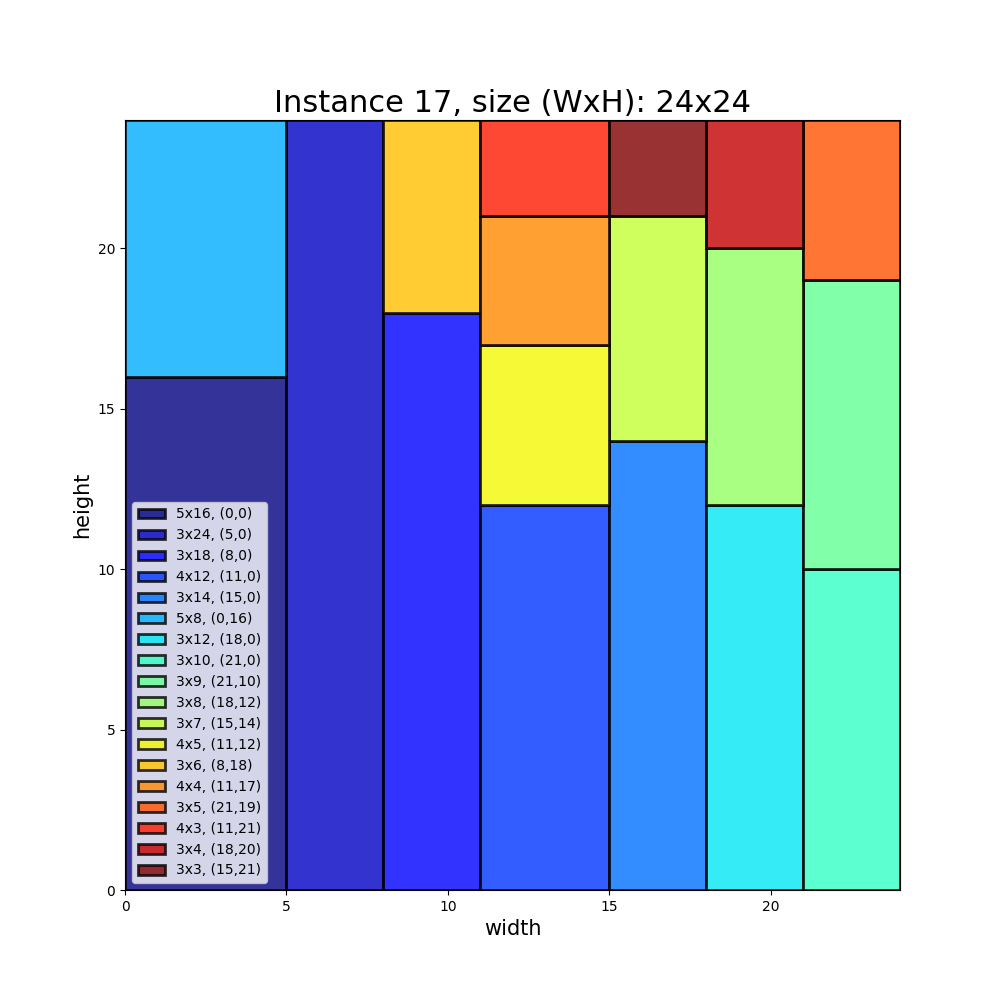 Instance 17, size (WxH): 24x24
height
20
15
10
5
0
5x16, (0,0)
3x24, (5,0)
3x18, (8,0)
4x12, (11,0)
3x14, (15,0)
5x8, (0,16)
3x12, (18,0)
3x10, (21,0)
3x9, (21,10)
3x8, (18,12)
3x7, (15,14)
4x5, (11,12)
3x6, (8,18)
4x4, (11,17)
3x5, (21,19)
4x3, (11,21)
3x4, (18,20)
3x3, (15,21)
0 5 10 15 20
width